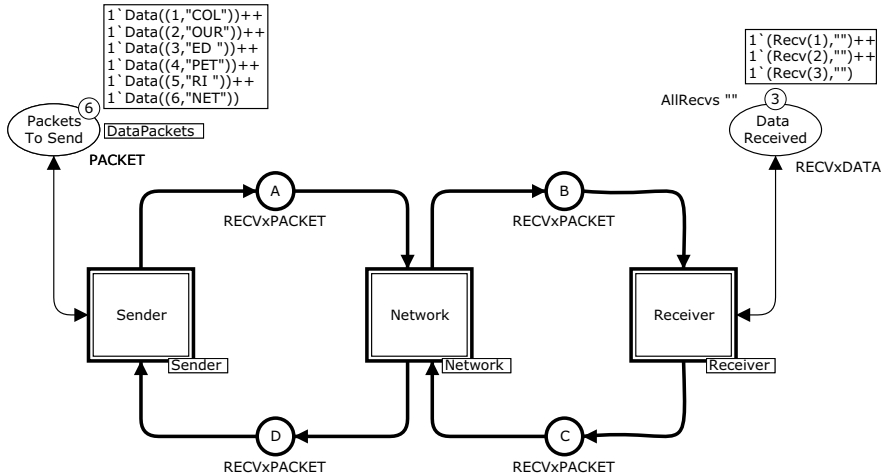 1`Data((1,"COL"))++
1`Data((2,"OUR"))++
1`Data((3,"ED "))++
1`Data((4,"PET"))++
1`Data((5,"RI "))++
1`Data((6,"NET"))
6
Packets
To Send
DataPackets
PACKET
1`(Recv(1),"")++
1`(Recv(2),"")++
1`(Recv(3),"")
AllRecvs ""
3
Data
Received
RECVxDATA
A
RECVxPACKET
B
RECVxPACKET
Sender
Sender
Network
Network
Receiver
Receiver
D
RECVxPACKET
C
RECVxPACKET